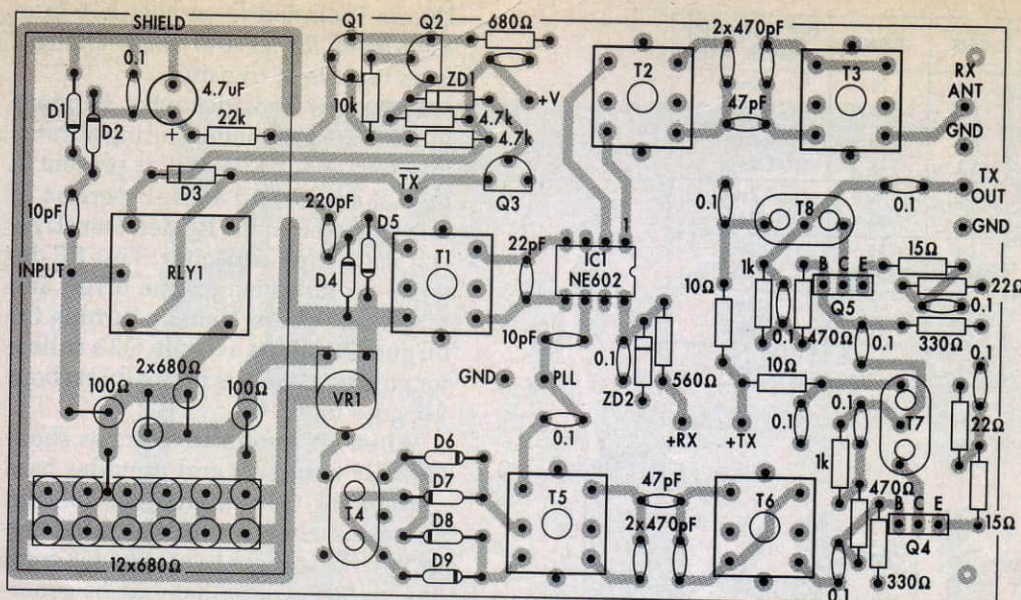 SHIELD
Q1
Q2
680Ω
2x470pF
0.1
4.7uF
+
D1
D2
22k
10k
ZD1
4.7k
4.7k
+V
T2
47pF
T3
RX
ANT
GND
D3
T̅X̅
Q3
TX
OUT
GND
10pF
INPUT
RLY1
220pF
D5
D4
T1
22pF
1
IC1
NE602
0.1
T8
0.1
10Ω
1k
0.1
470Ω
B C E
Q5
15Ω
22Ω
0.1
330Ω
0.1
0.1
10pF
GND
PLL
0.1
0.1
ZD2
560Ω
+RX
+TX
10Ω
0.1
100Ω
2x680Ω
100Ω
VR1
T7
22Ω
0.1
1k
470Ω
B C E
Q4
15Ω
330Ω
0.1
D6
D7
D8
D9
T4
T5
47pF
2x470pF
T6
12x680Ω